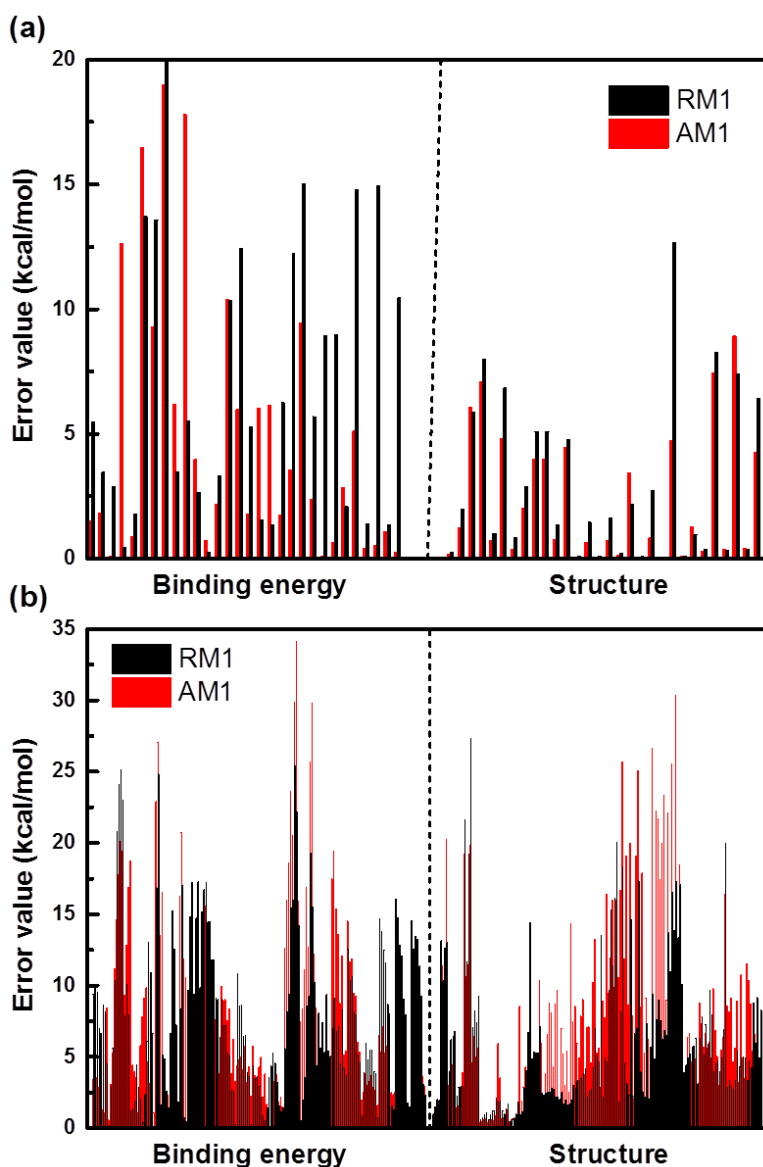 (a)
20
15
10
5
0
Error value (kcal/mol)
RM1
AM1
Binding energy
Structure
(b)
35
30
25
20
15
10
5
0
Error value (kcal/mol)
RM1
AM1
Binding energy
Structure